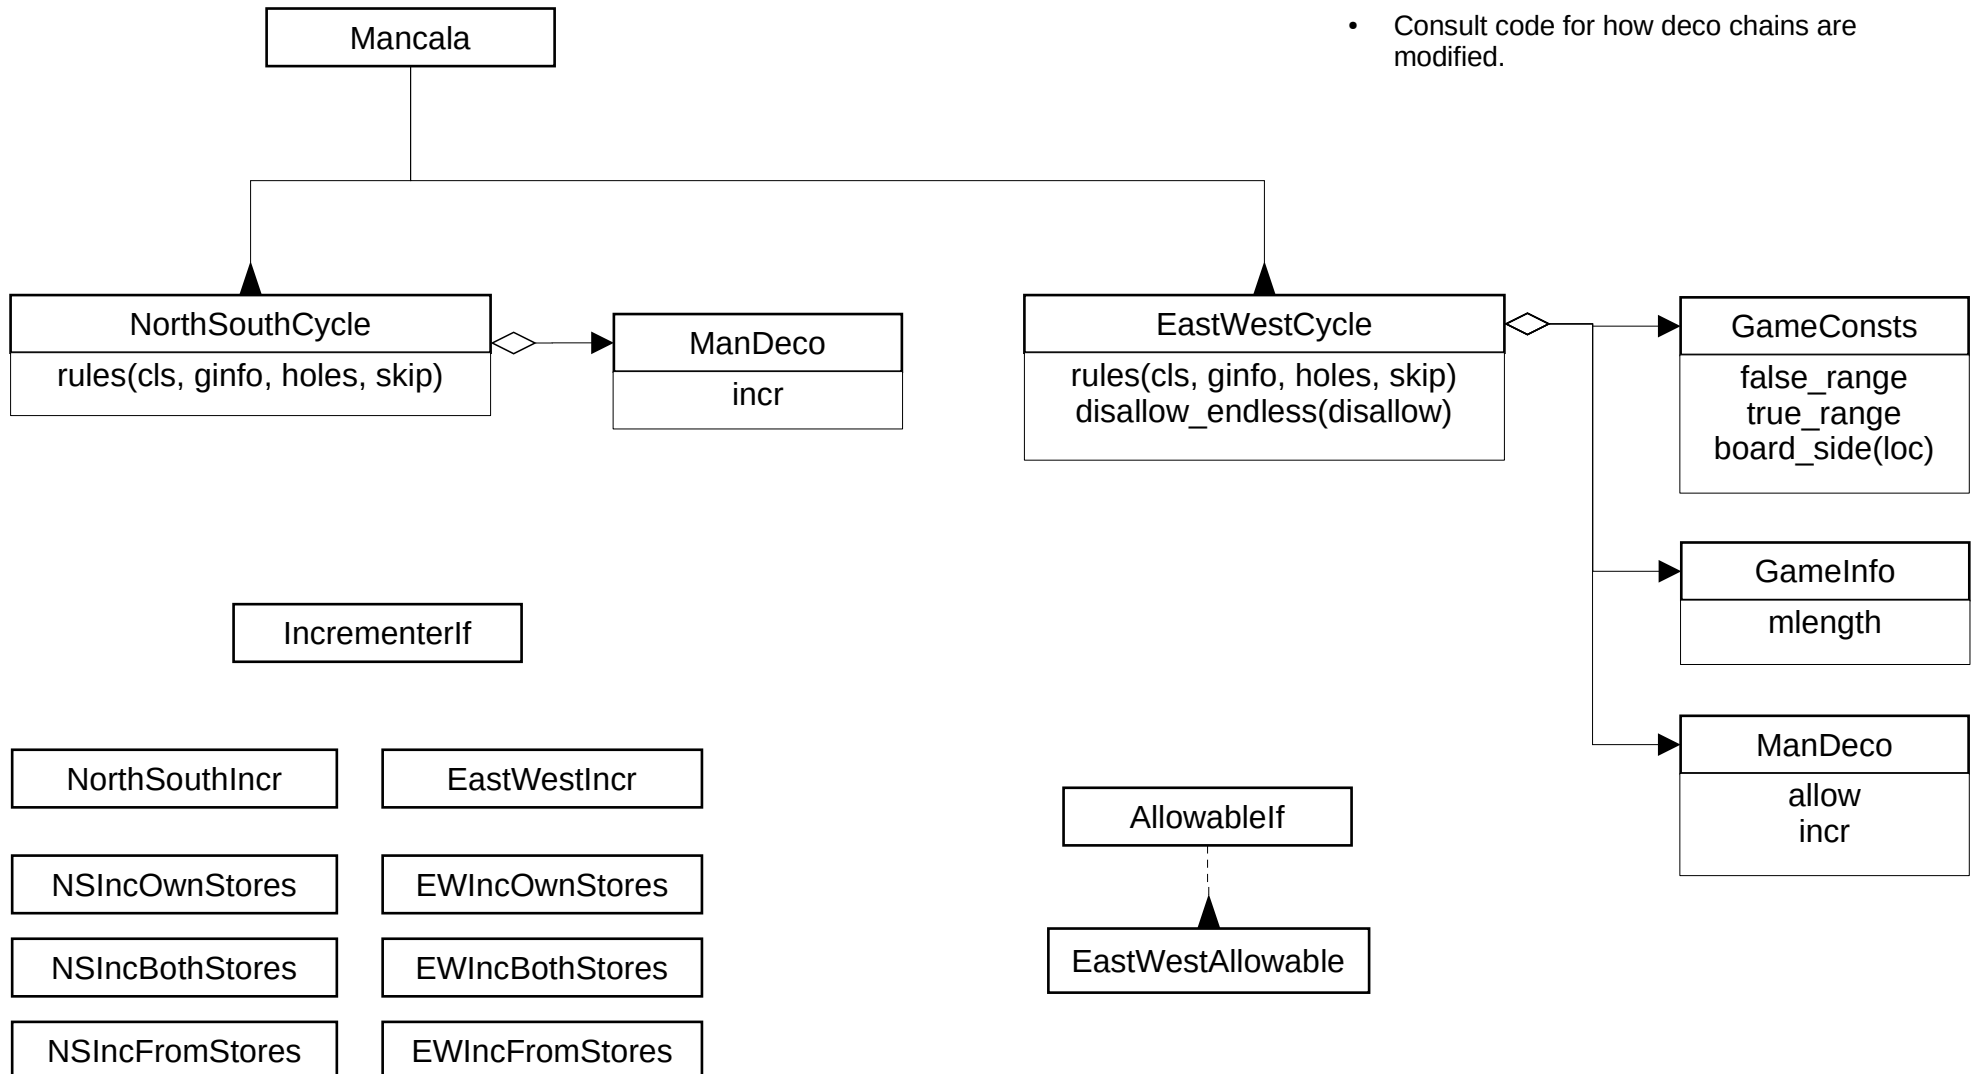 Mancala
• Consult code for how deco chains are
modified.
NorthSouthCycle
rules(cls, ginfo, holes, skip)
ManDeco
incr
EastWestCycle
rules(cls, ginfo, holes, skip)
disallow_endless(disallow)
GameConsts
false_range
true_range
board_side(loc)
GameInfo
mlength
ManDeco
allow
incr
IncrementerIf
NorthSouthIncr
EastWestIncr
NSIncOwnStores
EWIncOwnStores
NSIncBothStores
EWIncBothStores
NSIncFromStores
EWIncFromStores
AllowableIf
EastWestAllowable